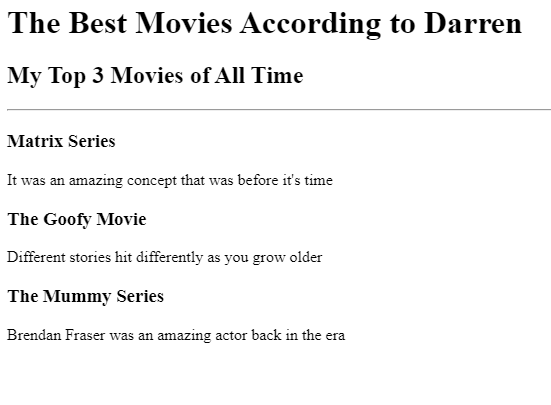 The Best Movies According to Darren
My Top 3 Movies of All Time
Matrix Series
It was an amazing concept that was before it's time
The Goofy Movie
Different stories hit differently as you grow older
The Mummy Series
Brendan Fraser was an amazing actor back in the era